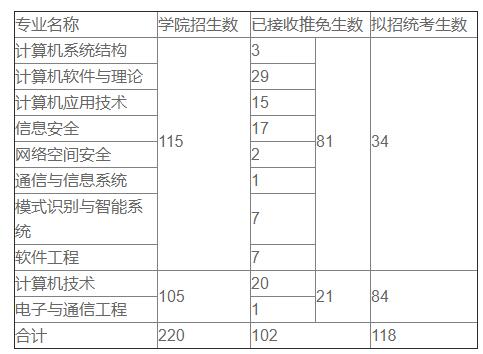 专业名称 学院招生数 已接收推免生数 拟招统考生数
计算机系统结构 115 3 81 34
计算机软件与理论 29
计算机应用技术 15
信息安全 17
网络空间安全 2
通信与信息系统 1
模式识别与智能系
统 7
软件工程 7
计算机技术 105 20 21 84
电子与通信工程 1
合计 220 102 118